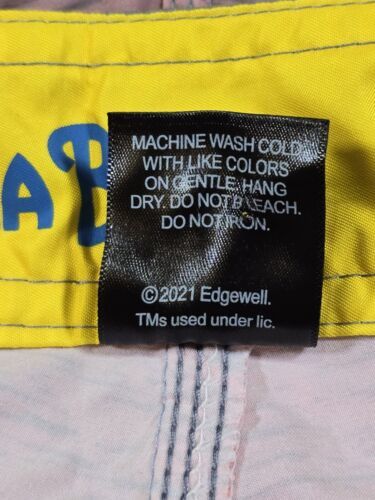 AB
MACHINE WASH COLD
WITH LIKE COLORS
ON GENTLE. HANG
DRY. DO NOT BLEACH.
DO NOT IRON.
©2021 Edgewell.
TMs used under lic.